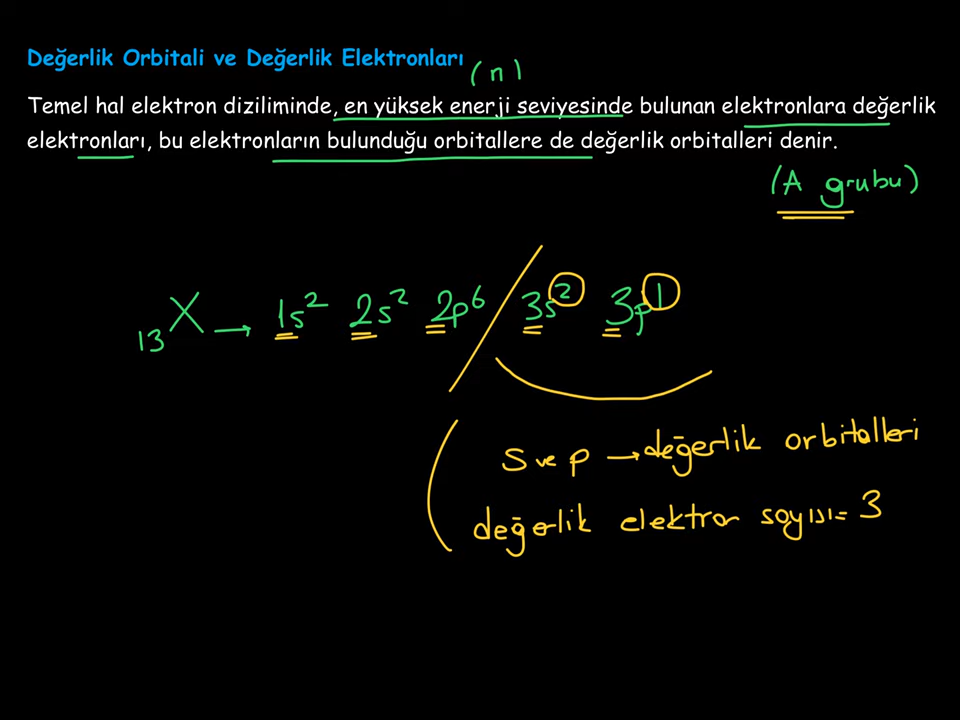 Değerlik Orbitali ve Değerlik Elektronları
(n)
Temel hal elektron diziliminde, en yüksek enerji seviyesinde bulunan elektronlara değerlik
elektronları, bu elektronların bulunduğu orbitallere de değerlik orbitalleri denir.
(A grubu)
₁₃X → 1s² 2s² 2p⁶ / 3s² 3p¹
s ve p → değerlik orbitalleri
değerlik elektron sayısı = 3